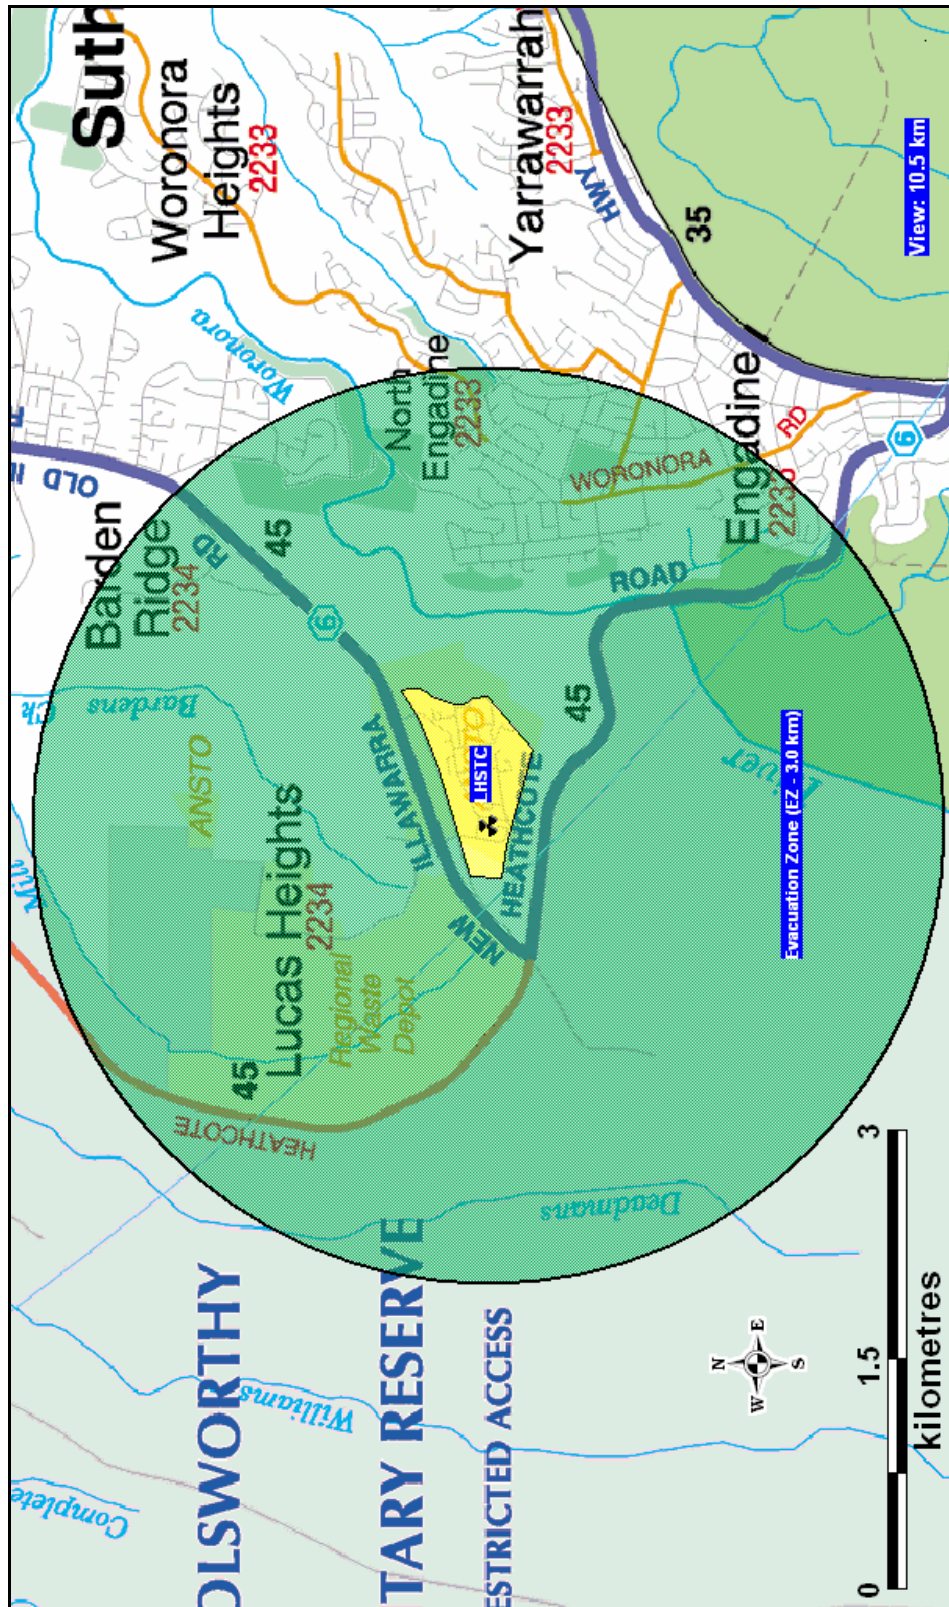 Suth
Woronora
Heights
2233
Yarrawarrah
2233
HWY
35
View: 10.5 km
Woronora
North
Engadine
2233
Engadine
WORONORA
RD
6
OLD
Barden
Ridge
2234
RD
45
6
ROAD
45
Ck
Bardens
ANSTO
ILLAWARRA
LHSTC
HEATHCOTE
River
Evacuation Zone (EZ - 3.0 km)
Mill
Lucas Heights
2234
NEW
Regional
Waste
Depot
45
HEATHCOTE
Deadmans
OLSWORTHY
TARY RESERVE
ESTRICTED ACCESS
Williams
Complete
N
E
S
W
0
1.5
3
kilometres